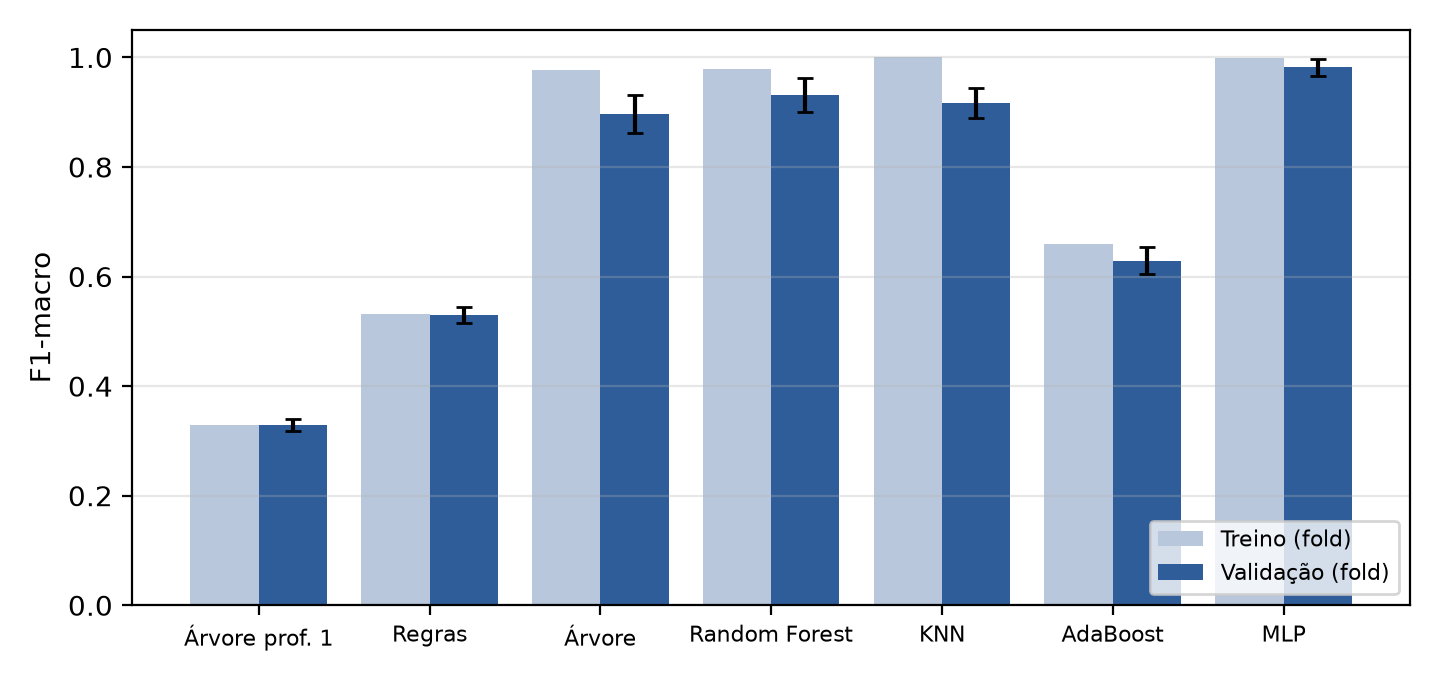 F1-macro
1.0
0.8
0.6
0.4
0.2
0.0
Árvore prof. 1
Regras
Árvore
Random Forest
KNN
AdaBoost
MLP
Treino (fold)
Validação (fold)